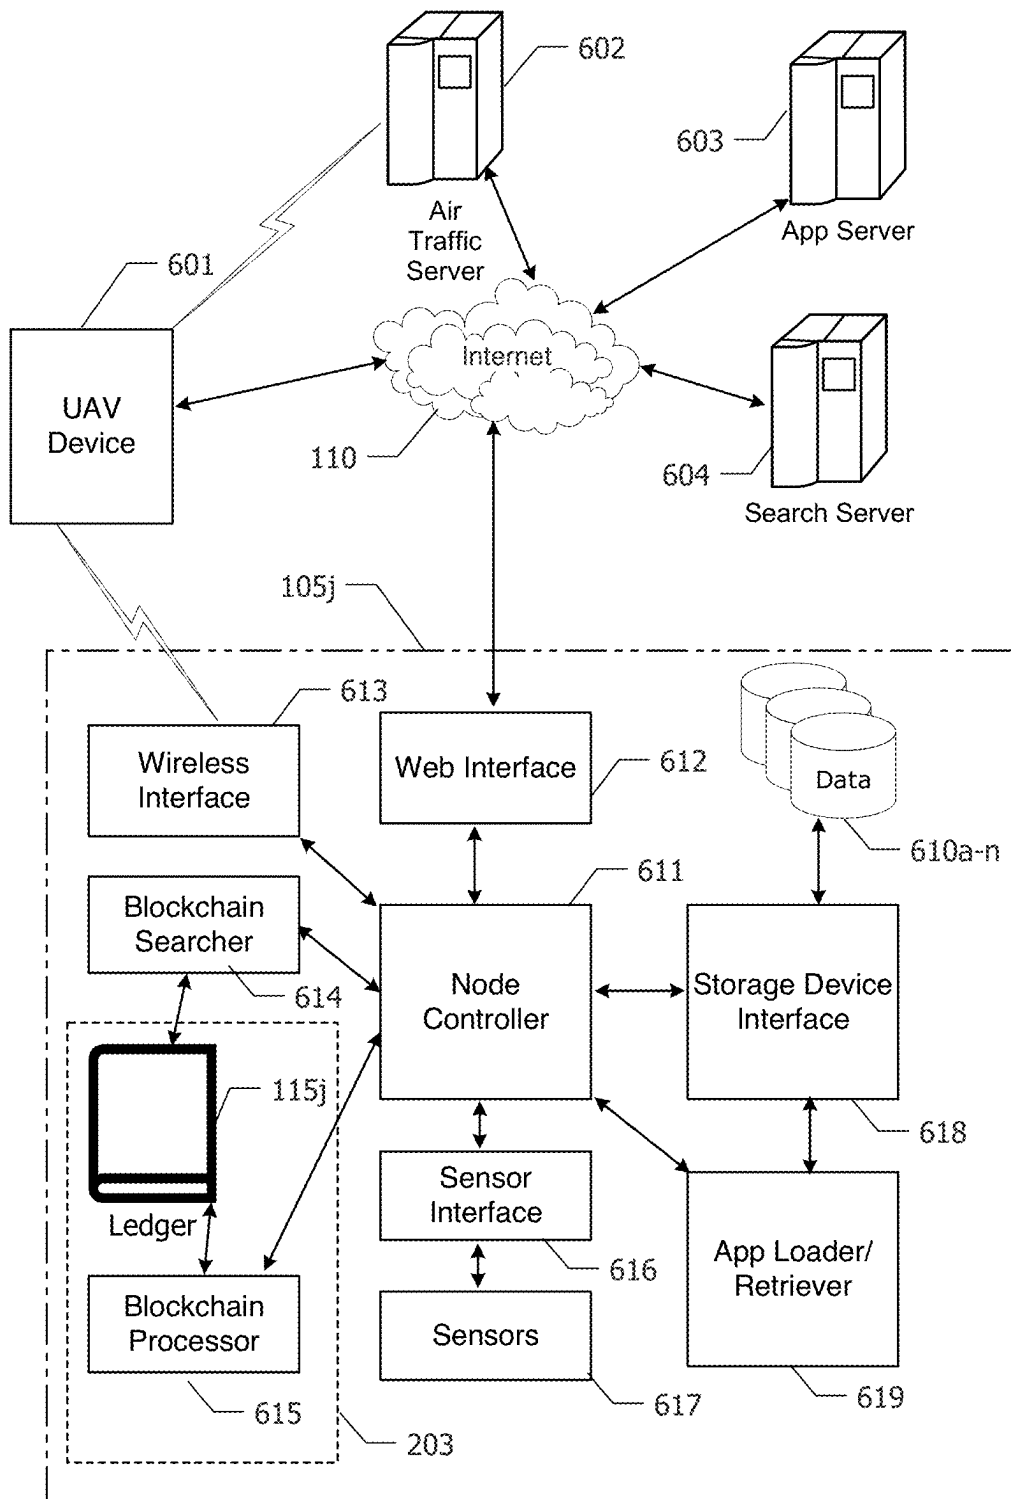 602
603
Air
Traffic
Server
App Server
601
Internet
UAV
Device
110
604
Search Server
105j
613
Wireless
Interface
Web Interface
612
Data
610a-n
611
Blockchain
Searcher
614
Node
Controller
Storage Device
Interface
115j
618
Ledger
Sensor
Interface
616
App Loader/
Retriever
Blockchain
Processor
615
Sensors
617
619
203